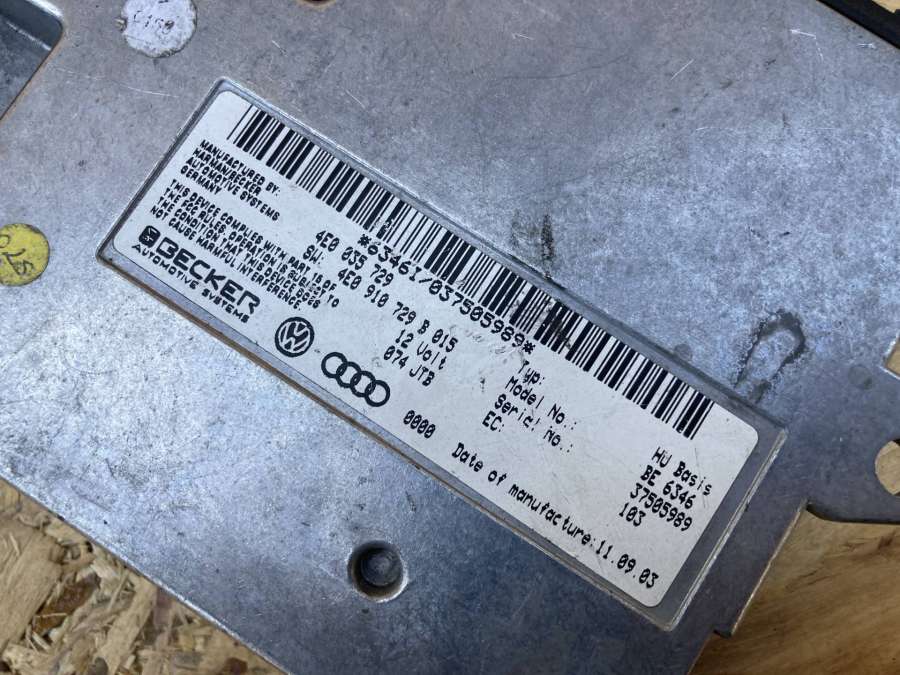 MANUFACTURED BY:
HARMAN/BECKER
AUTOMOTIVE SYSTEMS
GERMANY
THIS DEVICE COMPLIES WITH PART 15 OF
THE FCC RULES. OPERATION IS SUBJECT TO
THE CONDITION THAT THIS DEVICE DOES
NOT CAUSE HARMFUL INTERFERENCE.
BECKER
AUTOMOTIVE SYSTEMS
*6346I/037505989*
4E0 035 729
SW: 4E0 910 729 B 015
12 Volt
074 JTB
VW
0000
Typ: HU Basis
Model No.: BE 6346
Serial No.: 37505989
EC: 103
Date of manufacture: 11.09.03